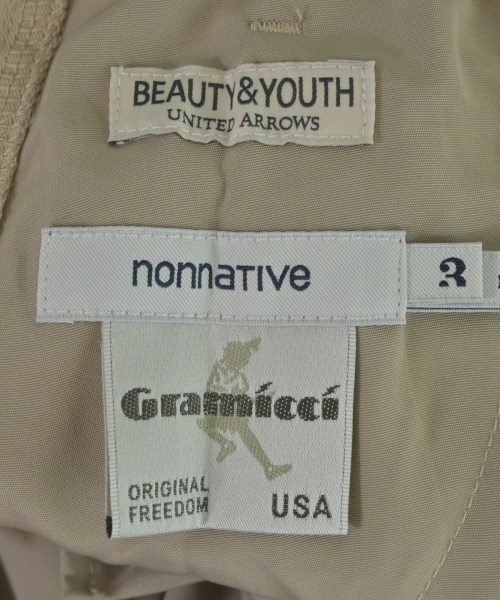 BEAUTY&YOUTH
UNITED ARROWS
nonnative
3
Gramicci
ORIGINAL
FREEDOM
USA